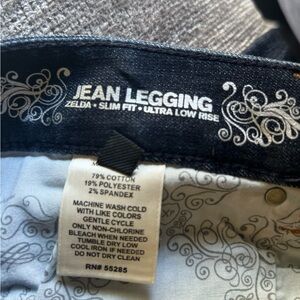 JEAN LEGGING
ZELDA • SLIM FIT • ULTRA LOW RISE
79% COTTON
19% POLYESTER
2% SPANDEX
MACHINE WASH COLD
WITH LIKE COLORS
GENTLE CYCLE
ONLY NON-CHLORINE
BLEACH WHEN NEEDED
TUMBLE DRY LOW
COOL IRON IF NEEDED
DO NOT DRY CLEAN
RN# 55285